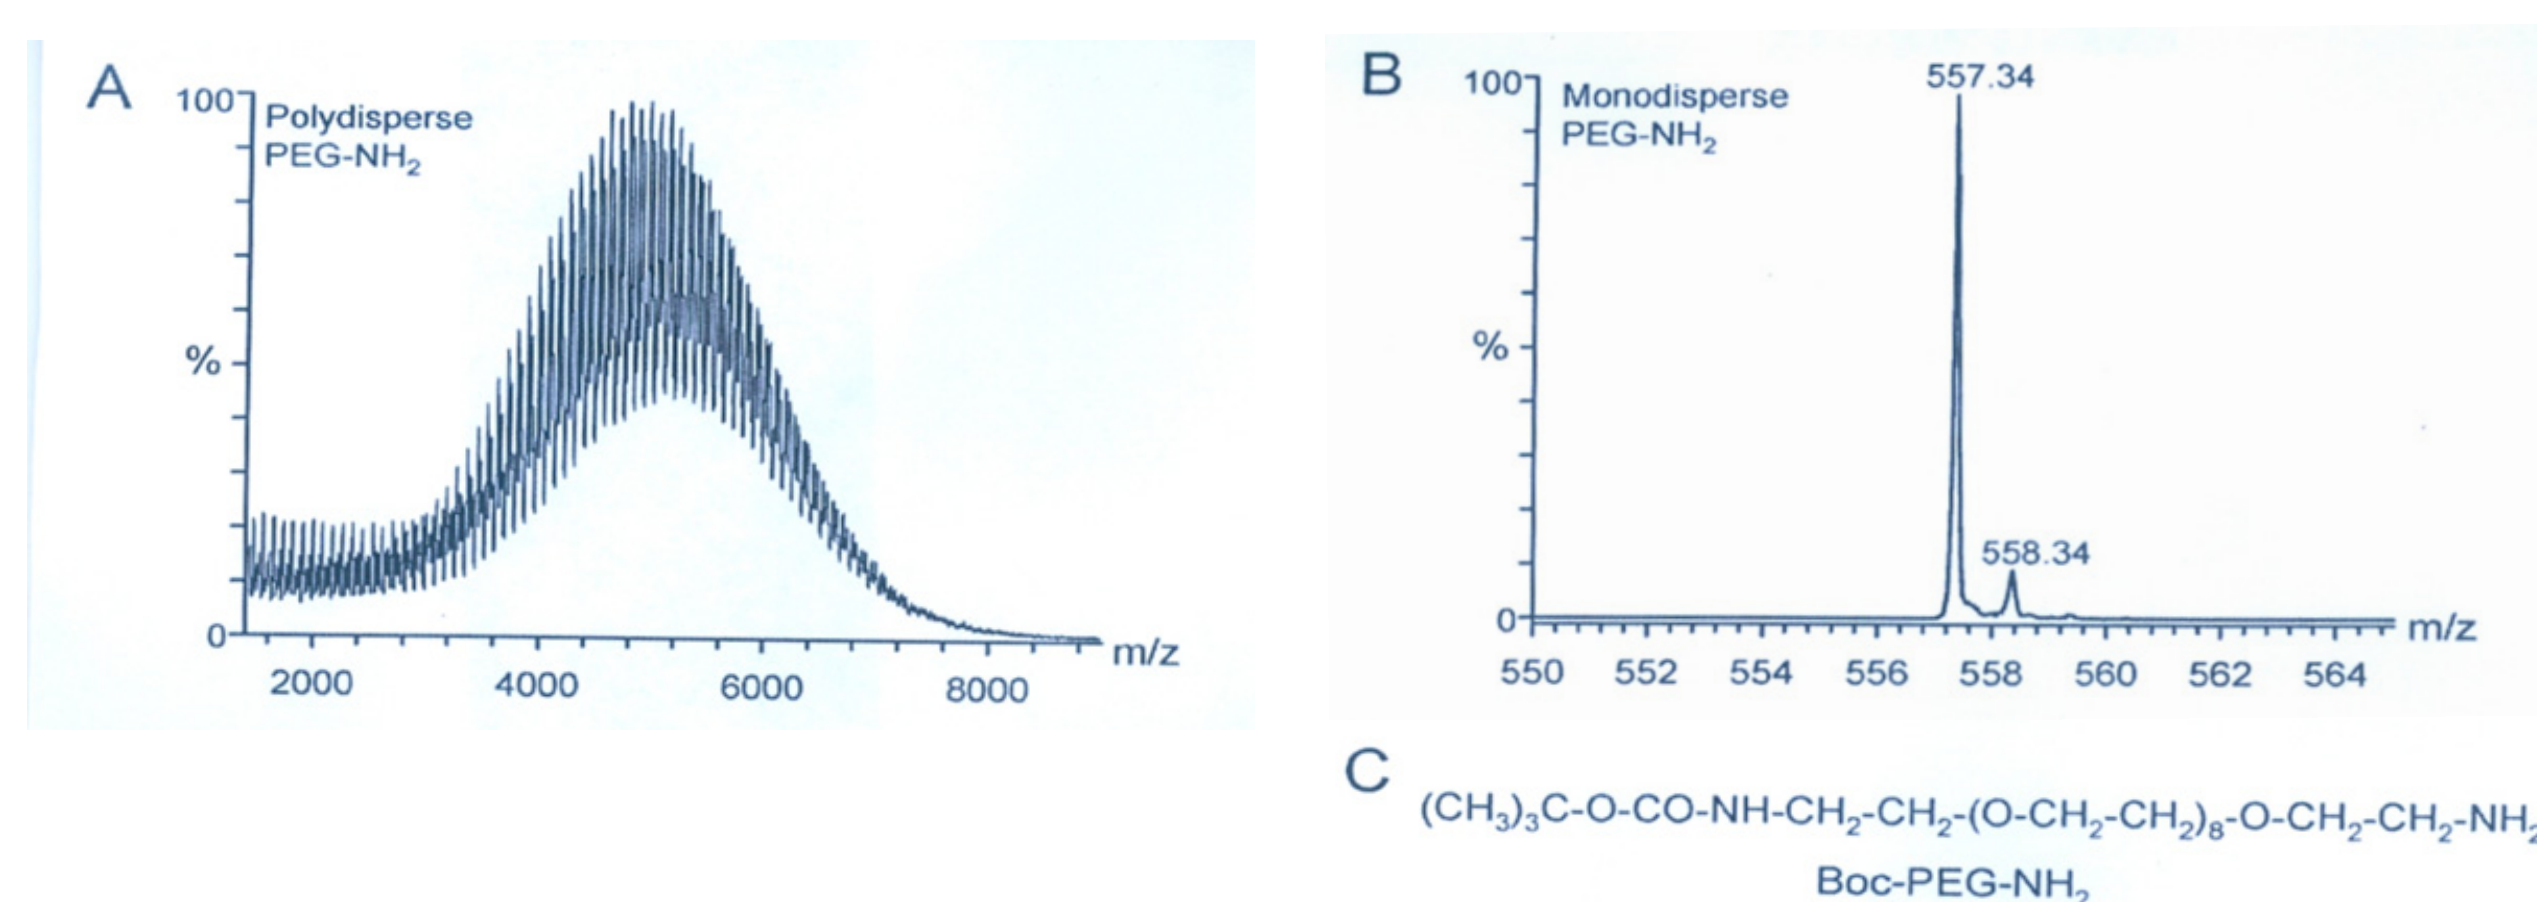 A
100
Polydisperse
PEG-NH₂
%
0
m/z
2000 4000 6000 8000
B
557.34
100
Monodisperse
PEG-NH₂
%
558.34
0
m/z
550 552 554 556 558 560 562 564
C
(CH₃)₃C-O-CO-NH-CH₂-CH₂-(O-CH₂-CH₂)₈-O-CH₂-CH₂-NH₂
Boc-PEG-NH₂